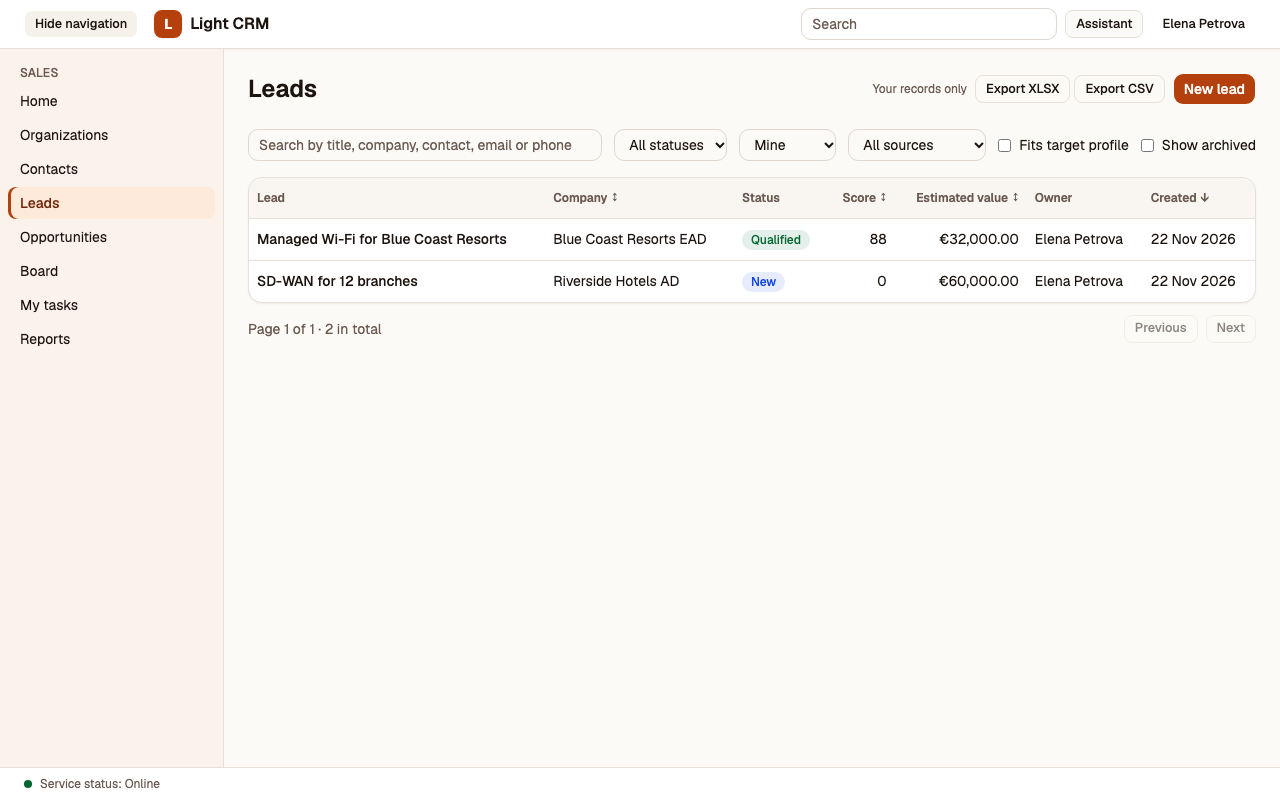 Hide navigation
L
Light CRM
Search
Assistant
Elena Petrova
SALES
Home
Organizations
Contacts
Leads
Opportunities
Board
My tasks
Reports
Leads
Your records only
Export XLSX
Export CSV
New lead
Search by title, company, contact, email or phone
All statuses
Mine
All sources
Fits target profile
Show archived
Lead Company ↕ Status Score ↕ Estimated value ↕ Owner Created ↓
Managed Wi-Fi for Blue Coast Resorts Blue Coast Resorts EAD Qualified 88 €32,000.00 Elena Petrova 22 Nov 2026
SD-WAN for 12 branches Riverside Hotels AD New 0 €60,000.00 Elena Petrova 22 Nov 2026
Page 1 of 1 · 2 in total
Previous
Next
Service status: Online